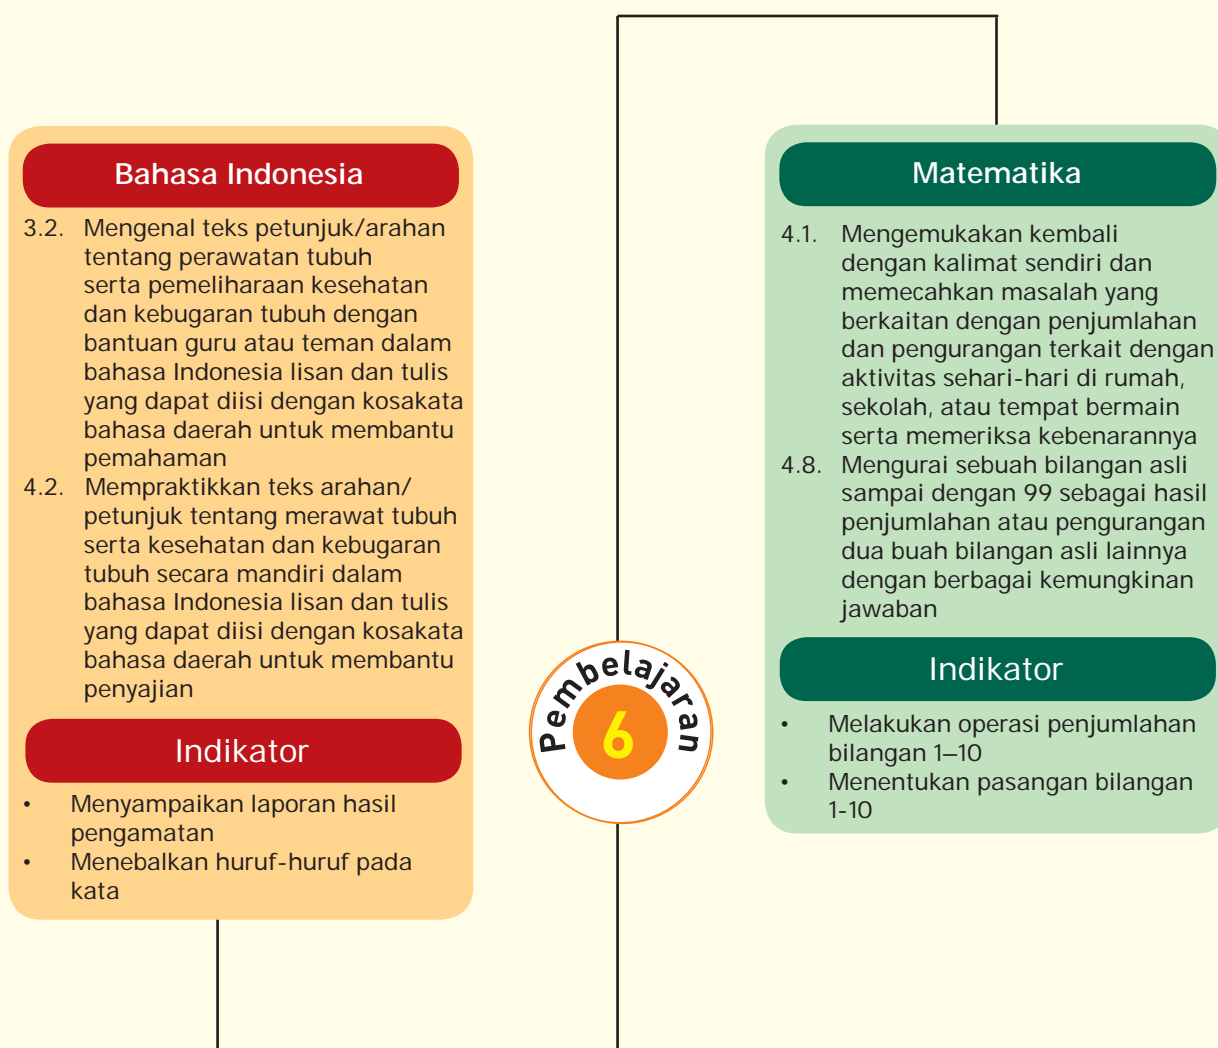 Bahasa Indonesia
3.2. Mengenal teks petunjuk/arahan
tentang perawatan tubuh
serta pemeliharaan kesehatan
dan kebugaran tubuh dengan
bantuan guru atau teman dalam
bahasa Indonesia lisan dan tulis
yang dapat diisi dengan kosakata
bahasa daerah untuk membantu
pemahaman
4.2. Mempraktikkan teks arahan/
petunjuk tentang merawat tubuh
serta kesehatan dan kebugaran
tubuh secara mandiri dalam
bahasa Indonesia lisan dan tulis
yang dapat diisi dengan kosakata
bahasa daerah untuk membantu
penyajian
Indikator
• Menyampaikan laporan hasil
pengamatan
• Menebalkan huruf-huruf pada
kata
Pembelajaran
6
Matematika
4.1. Mengemukakan kembali
dengan kalimat sendiri dan
memecahkan masalah yang
berkaitan dengan penjumlahan
dan pengurangan terkait dengan
aktivitas sehari-hari di rumah,
sekolah, atau tempat bermain
serta memeriksa kebenarannya
4.8. Mengurai sebuah bilangan asli
sampai dengan 99 sebagai hasil
penjumlahan atau pengurangan
dua buah bilangan asli lainnya
dengan berbagai kemungkinan
jawaban
Indikator
• Melakukan operasi penjumlahan
bilangan 1–10
• Menentukan pasangan bilangan
1-10